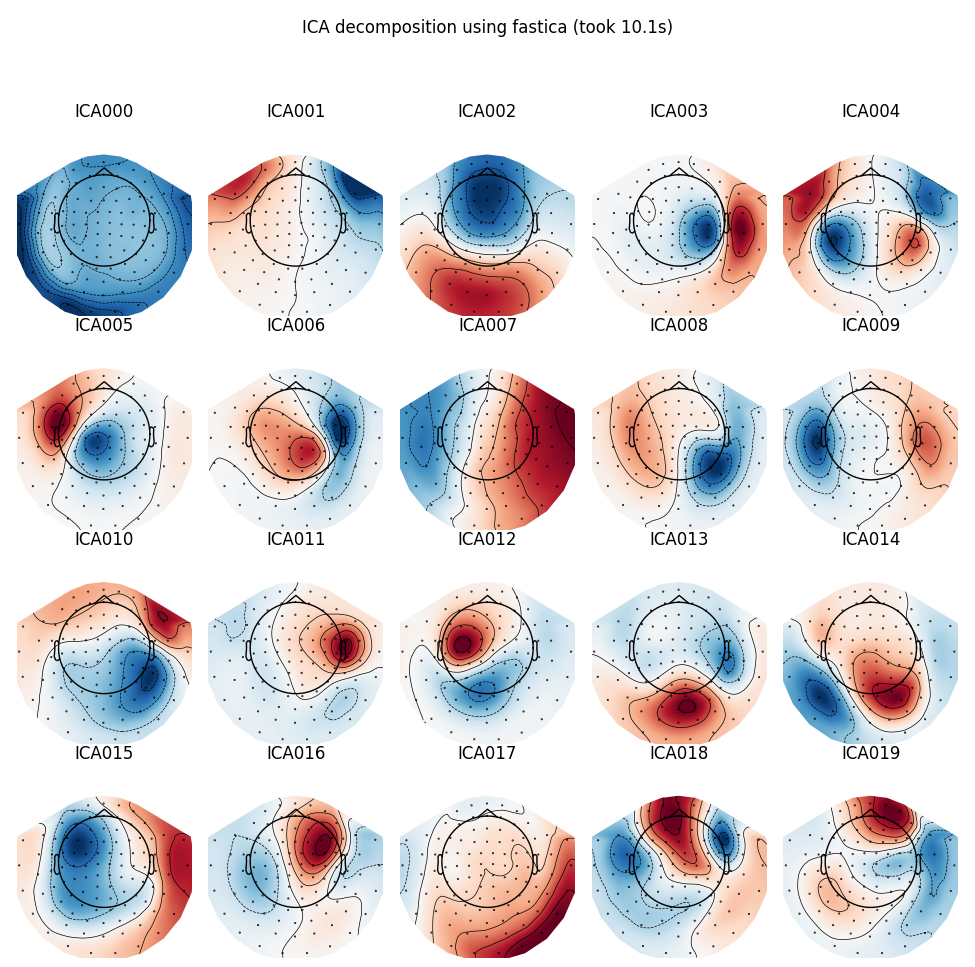 ICA decomposition using fastica (took 10.1s)
ICA000 ICA001 ICA002 ICA003 ICA004
ICA005 ICA006 ICA007 ICA008 ICA009
ICA010 ICA011 ICA012 ICA013 ICA014
ICA015 ICA016 ICA017 ICA018 ICA019